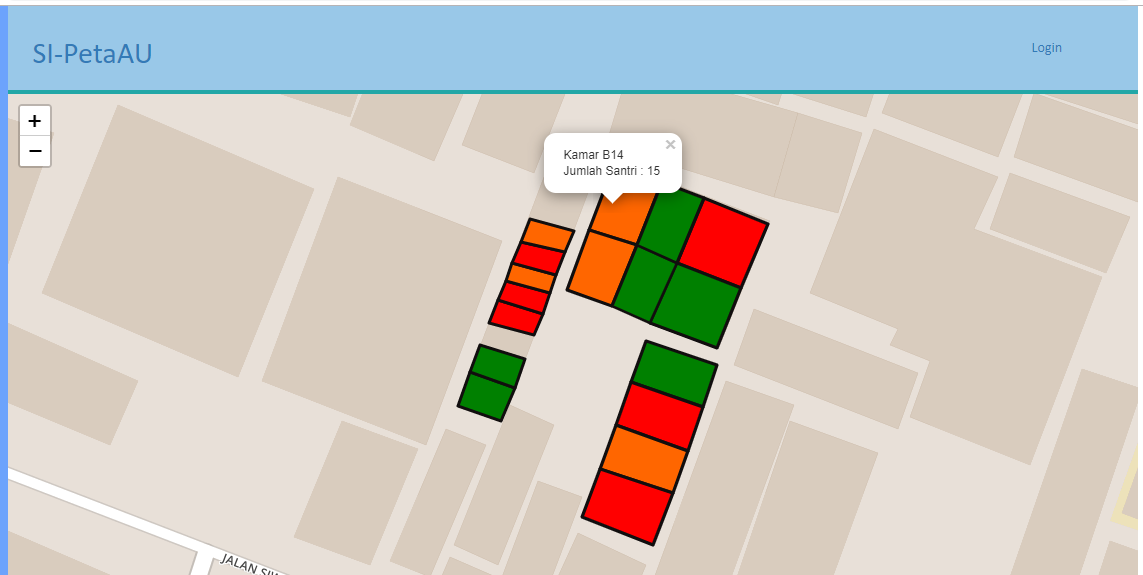 SI-PetaAU
Login
+
−
×
Kamar B14
Jumlah Santri : 15
JALAN